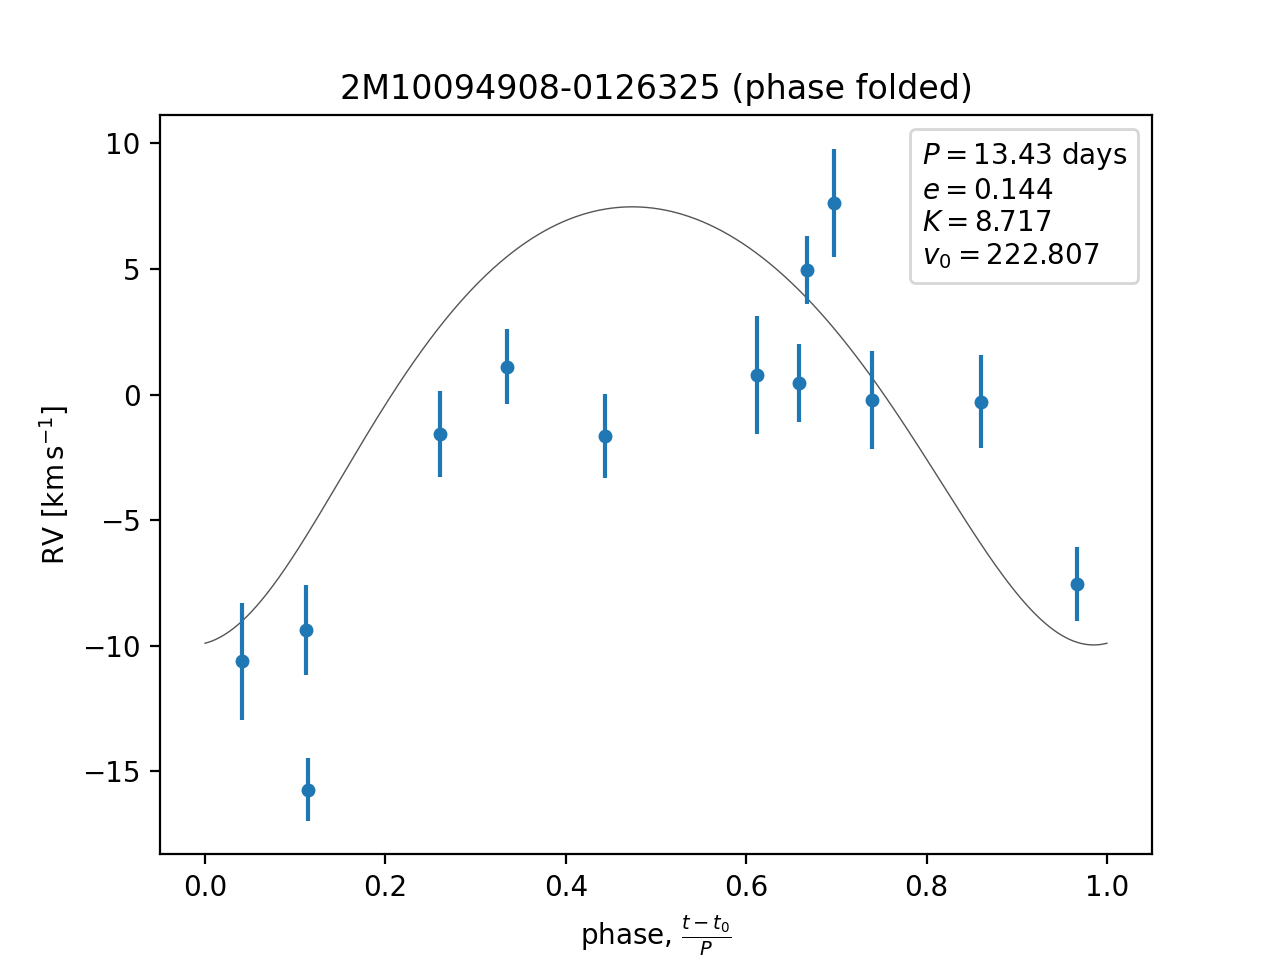 2M10094908-0126325 (phase folded)
P = 13.43 days
e = 0.144
K = 8.717
v₀ = 222.807
10
5
0
−5
−10
−15
RV [km s⁻¹]
0.0 0.2 0.4 0.6 0.8 1.0
phase, (t − t₀)/P